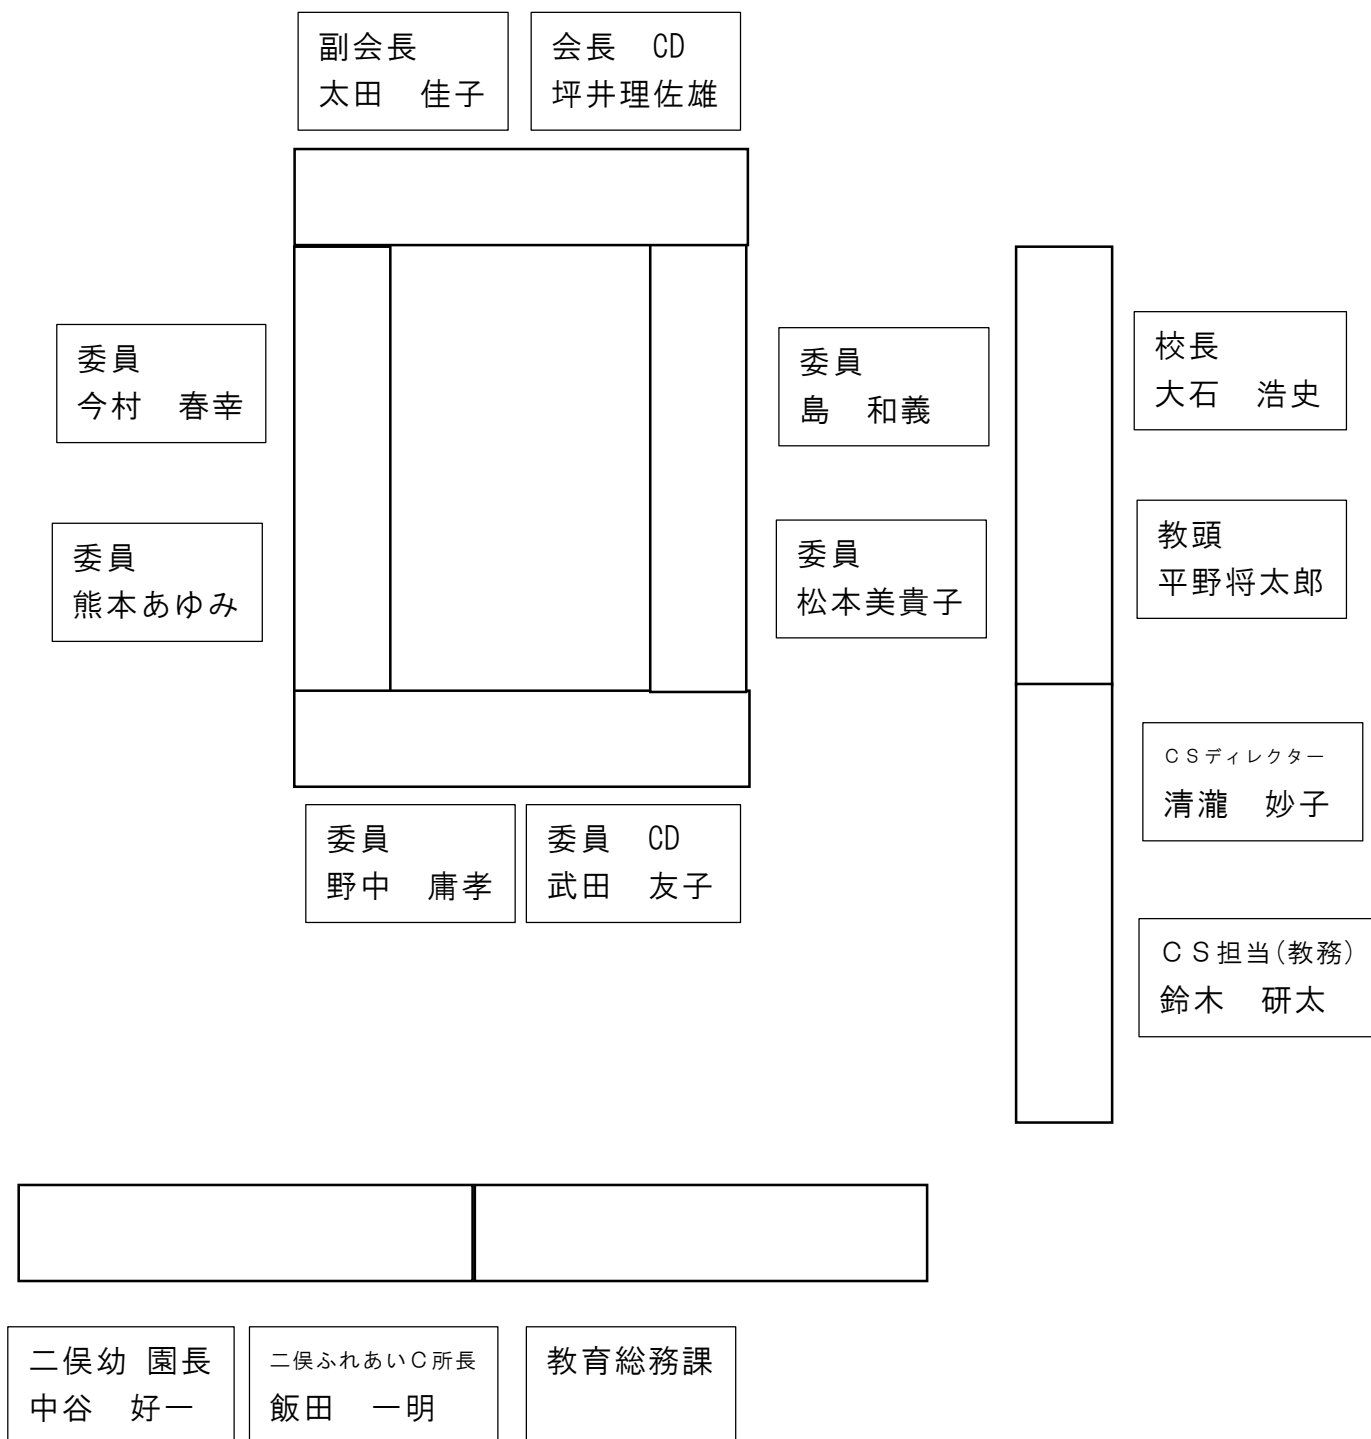 副会長
太田　佳子
会長　CD
坪井理佐雄
委員
今村　春幸
委員
島　和義
校長
大石　浩史
委員
熊本あゆみ
委員
松本美貴子
教頭
平野将太郎
ＣＳディレクター
清瀧　妙子
委員
野中　庸孝
委員　CD
武田　友子
ＣＳ担当(教務)
鈴木　研太
二俣幼 園長
中谷　好一
二俣ふれあいＣ所長
飯田　一明
教育総務課